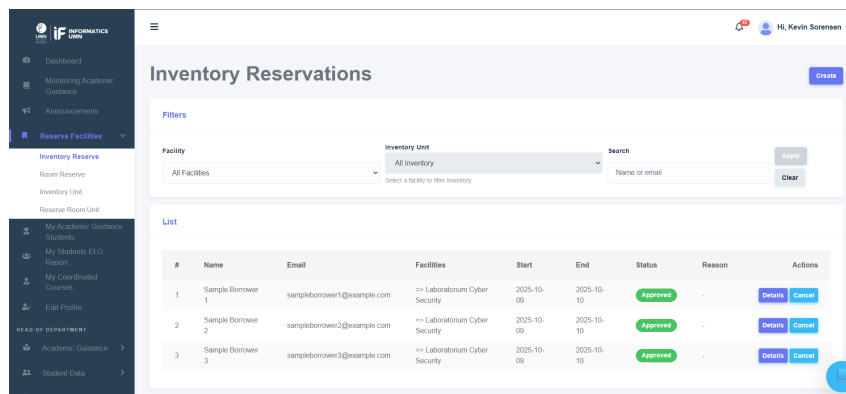 UMN
INFORMATICS
UMN
Hi, Kevin Sorensen
Dashboard
Monitoring Academic
Guidance
Announcements
Reserve Facilities
Inventory Reserve
Room Reserve
Inventory Unit
Reserve Room Unit
My Academic Guidance
Students
My Students ELO
Report
My Coordinated
Courses
Edit Profile
HEAD OF DEPARTMENT
Academic Guidance
Student Data
Inventory Reservations
Create
Filters
Facility
All Facilities
Inventory Unit
All Inventory
Select a facility to filter inventory.
Search
Name or email
Apply
Clear
List
# Name Email Facilities Start End Status Reason Actions
1 Sample Borrower sampleborrower1@example.com => Laboratorium Cyber 2025-10- 2025-10- Approved - Details Cancel
1 Security 09 10
2 Sample Borrower sampleborrower2@example.com => Laboratorium Cyber 2025-10- 2025-10- Approved - Details Cancel
2 Security 09 10
3 Sample Borrower sampleborrower3@example.com => Laboratorium Cyber 2025-10- 2025-10- Approved - Details Cancel
3 Security 09 10